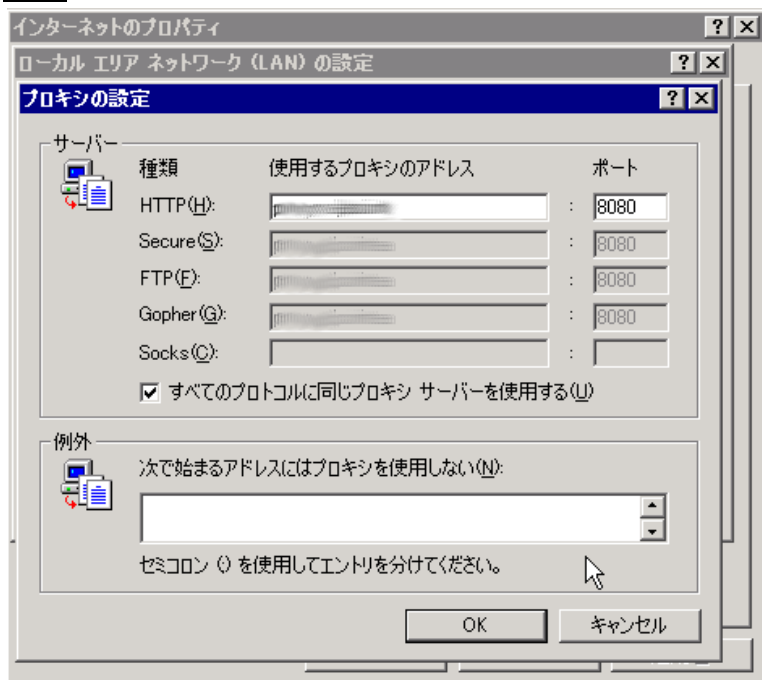 インターネットのプロパティ
ローカル エリア ネットワーク (LAN) の設定
プロキシの設定
サーバー
種類 使用するプロキシのアドレス ポート
HTTP(H): : 8080
Secure(S): : 8080
FTP(F): : 8080
Gopher(G): : 8080
Socks(C): :
すべてのプロトコルに同じプロキシ サーバーを使用する(U)
例外
次で始まるアドレスにはプロキシを使用しない(N):
セミコロン (;) を使用してエントリを分けてください。
OK キャンセル